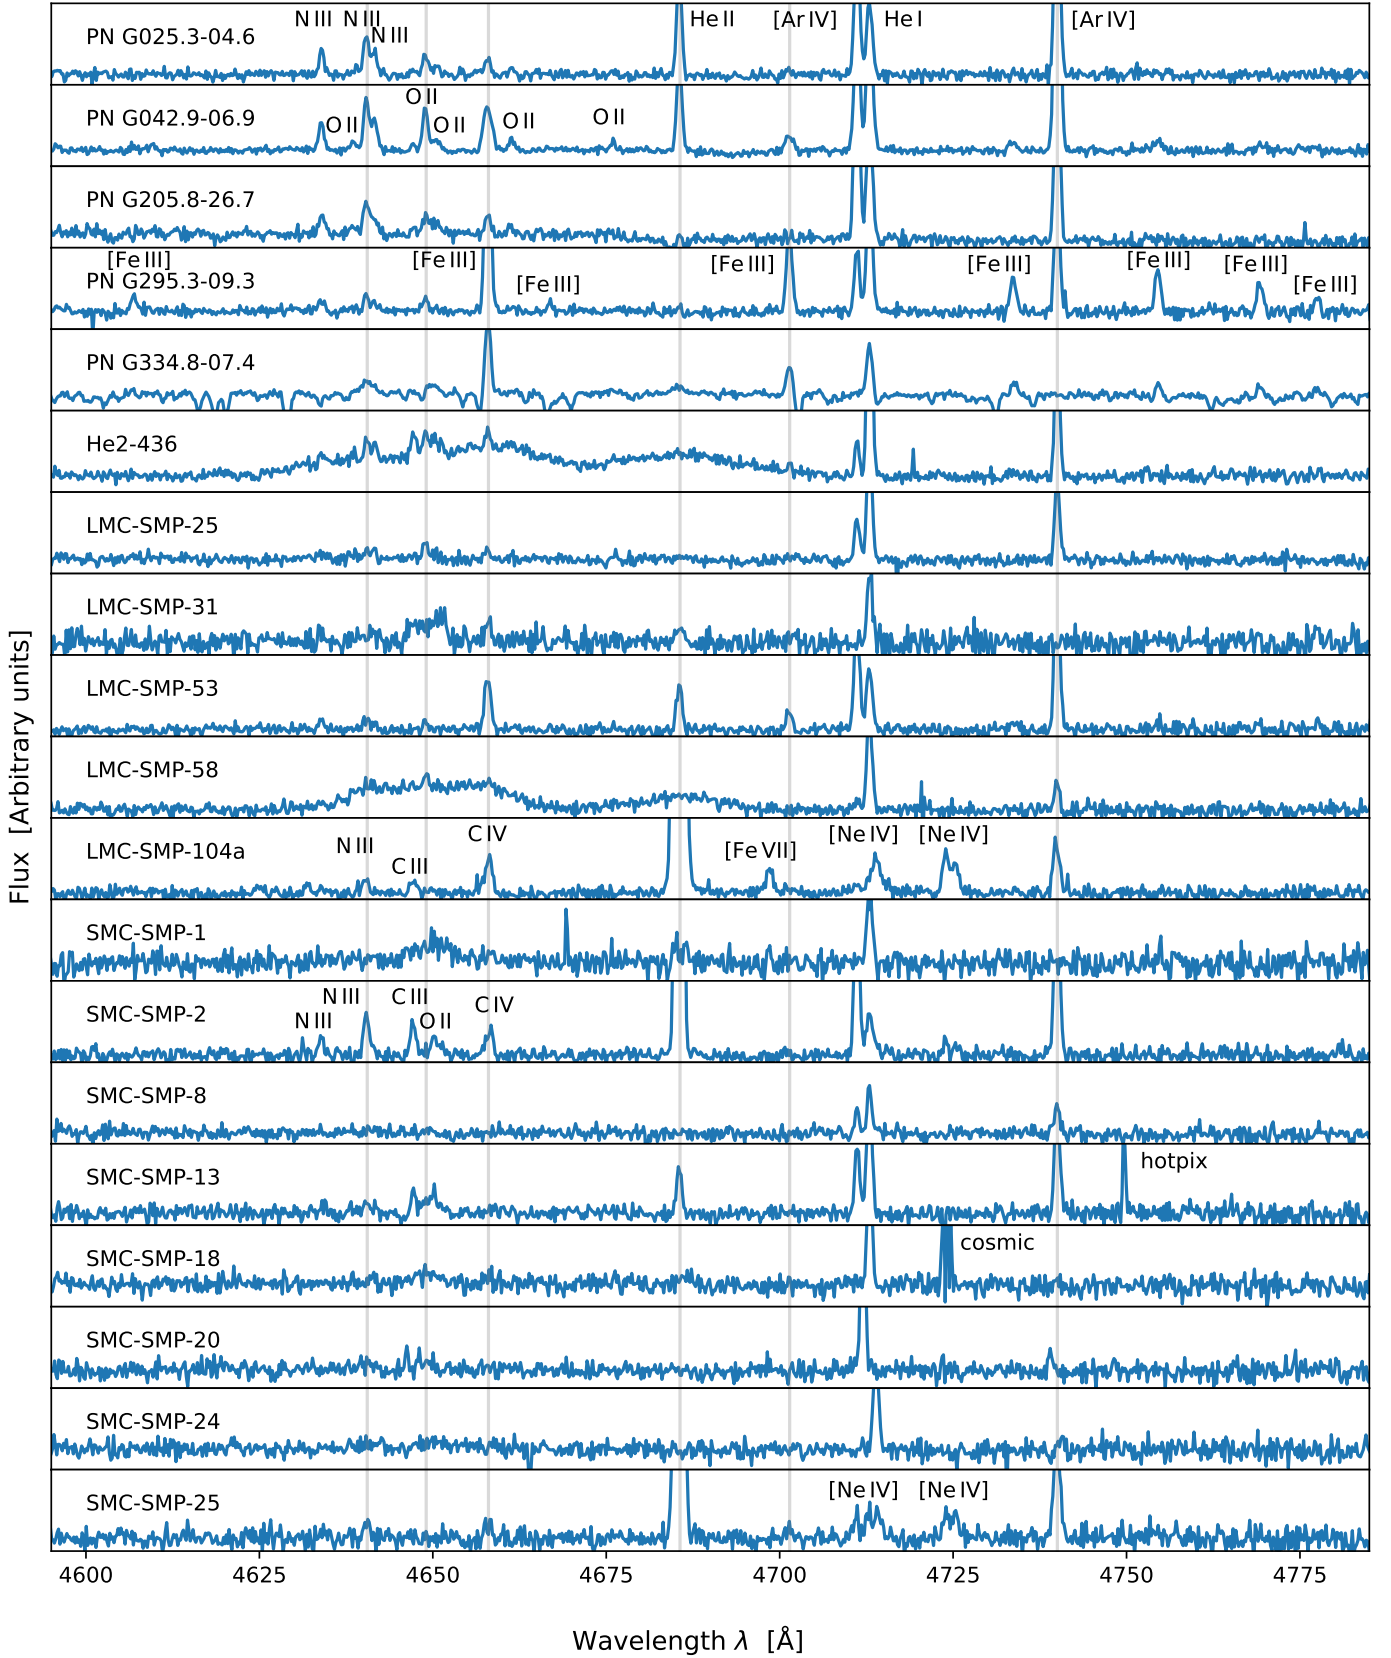 N III N III He II [Ar IV] He I [Ar IV]
N III
PN G025.3-04.6
O II
PN G042.9-06.9 O II O II O II O II
PN G205.8-26.7
[Fe III] [Fe III] [Fe III] [Fe III] [Fe III] [Fe III]
PN G295.3-09.3 [Fe III] [Fe III]
PN G334.8-07.4
He2-436
LMC-SMP-25
LMC-SMP-31
LMC-SMP-53
LMC-SMP-58
C IV [Ne IV] [Ne IV]
LMC-SMP-104a N III [Fe VII]
C III
SMC-SMP-1
N III C III C IV
SMC-SMP-2 N III O II
SMC-SMP-8
hotpix
SMC-SMP-13
cosmic
SMC-SMP-18
SMC-SMP-20
SMC-SMP-24
[Ne IV] [Ne IV]
SMC-SMP-25
4600 4625 4650 4675 4700 4725 4750 4775
Wavelength λ [Å]
Flux [Arbitrary units]